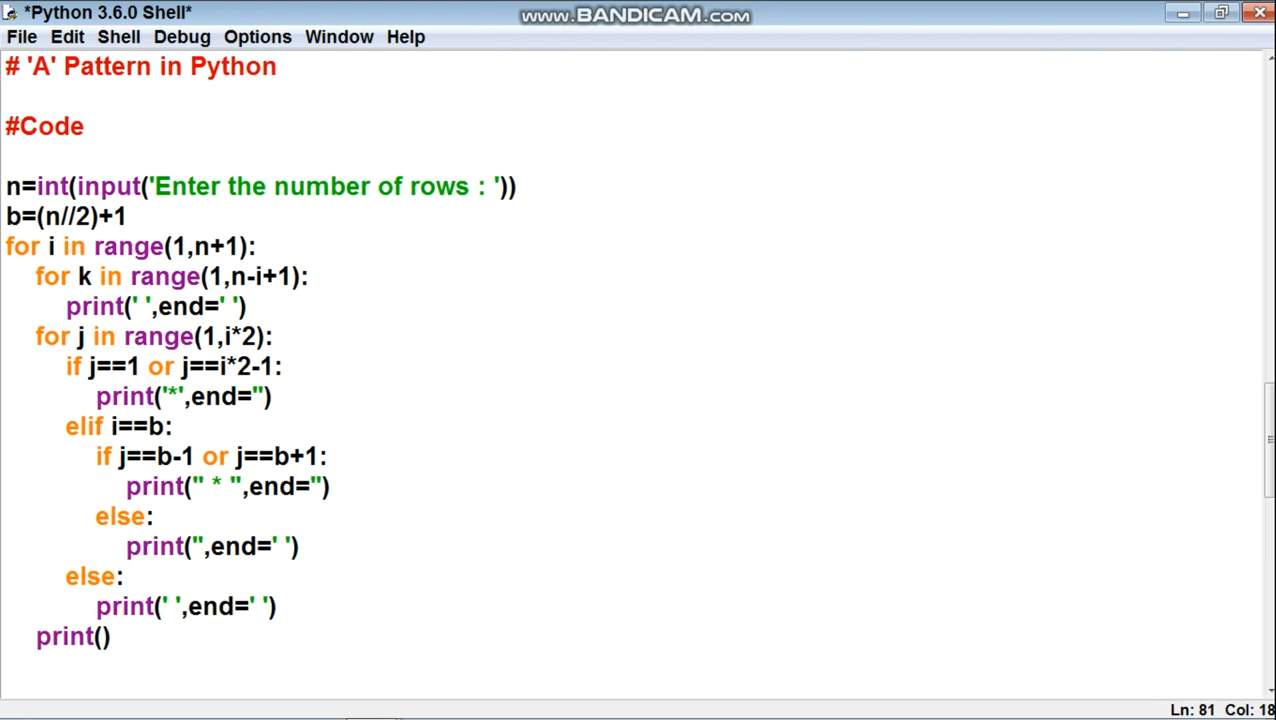 *Python 3.6.0 Shell*
www.BANDICAM.com
File Edit Shell Debug Options Window Help
# 'A' Pattern in Python
#Code
n=int(input('Enter the number of rows : '))
b=(n//2)+1
for i in range(1,n+1):
    for k in range(1,n-i+1):
        print(' ',end=' ')
    for j in range(1,i*2):
        if j==1 or j==i*2-1:
            print('*',end='')
        elif i==b:
            if j==b-1 or j==b+1:
                print(" * ",end='')
            else:
                print('',end=' ')
        else:
            print(' ',end=' ')
    print()
Ln: 81 Col: 18